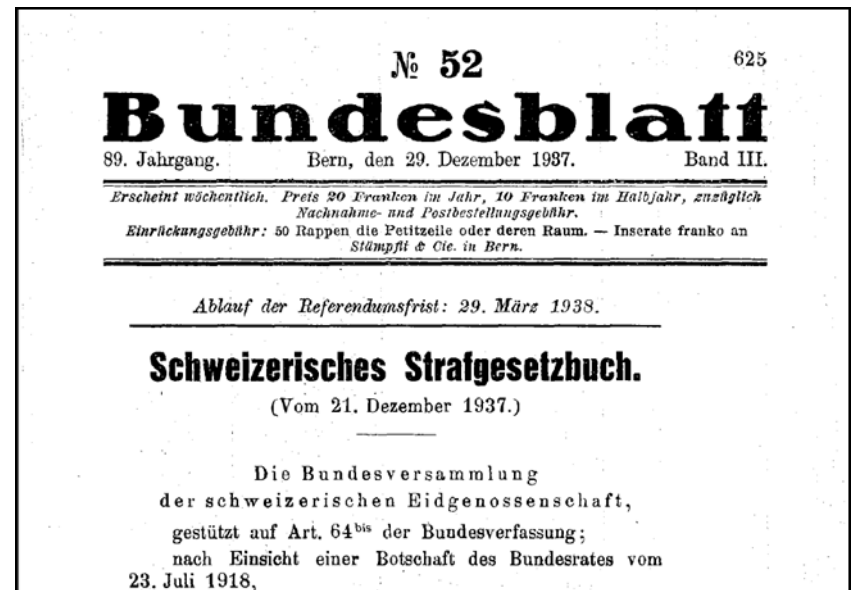 № 52
625
Bundesblatt
89. Jahrgang. Bern, den 29. Dezember 1937. Band III.
Erscheint wöchentlich. Preis 20 Franken im Jahr, 10 Franken im Halbjahr, zuzüglich
Nachnahme- und Postbestellungsgebühr.
Einrückungsgebühr: 50 Rappen die Petitzeile oder deren Raum. — Inserate franko an
Stämpfli & Cie. in Bern.
Ablauf der Referendumsfrist: 29. März 1938.
Schweizerisches Strafgesetzbuch.
(Vom 21. Dezember 1937.)
Die Bundesversammlung
der schweizerischen Eidgenossenschaft,
gestützt auf Art. 64bis der Bundesverfassung;
nach Einsicht einer Botschaft des Bundesrates vom
23. Juli 1918,